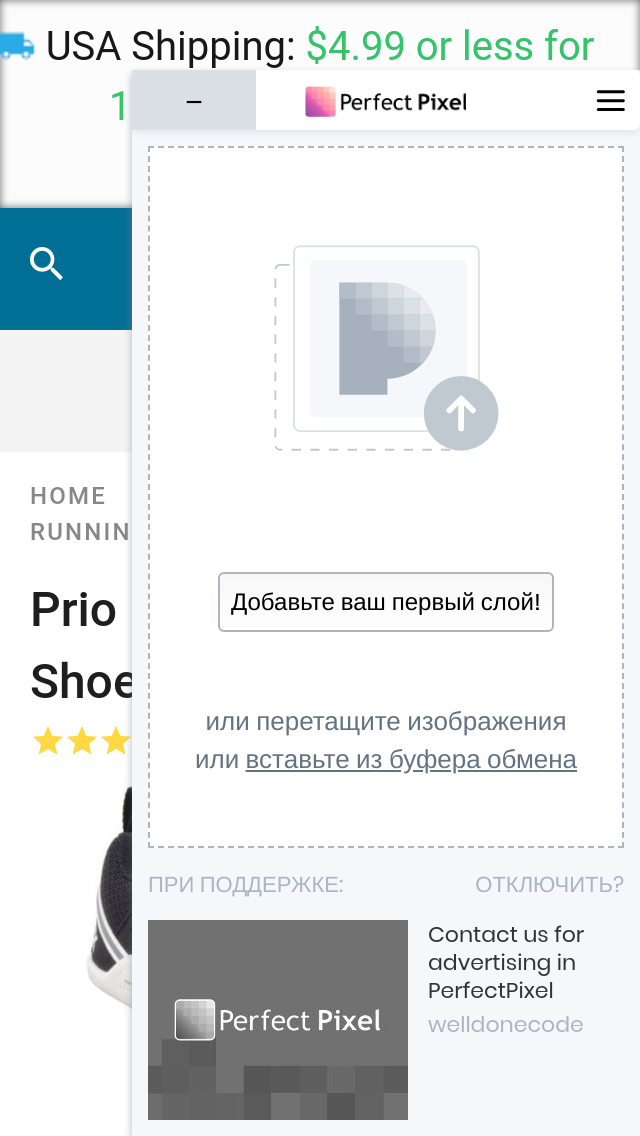 USA Shipping: $4.99 or less for
1
Perfect Pixel
HOME
RUNNIN
Prio
Shoe
Добавьте ваш первый слой!
или перетащите изображения
или вставьте из буфера обмена
ПРИ ПОДДЕРЖКЕ:
ОТКЛЮЧИТЬ?
Perfect Pixel
Contact us for
advertising in
PerfectPixel
welldonecode